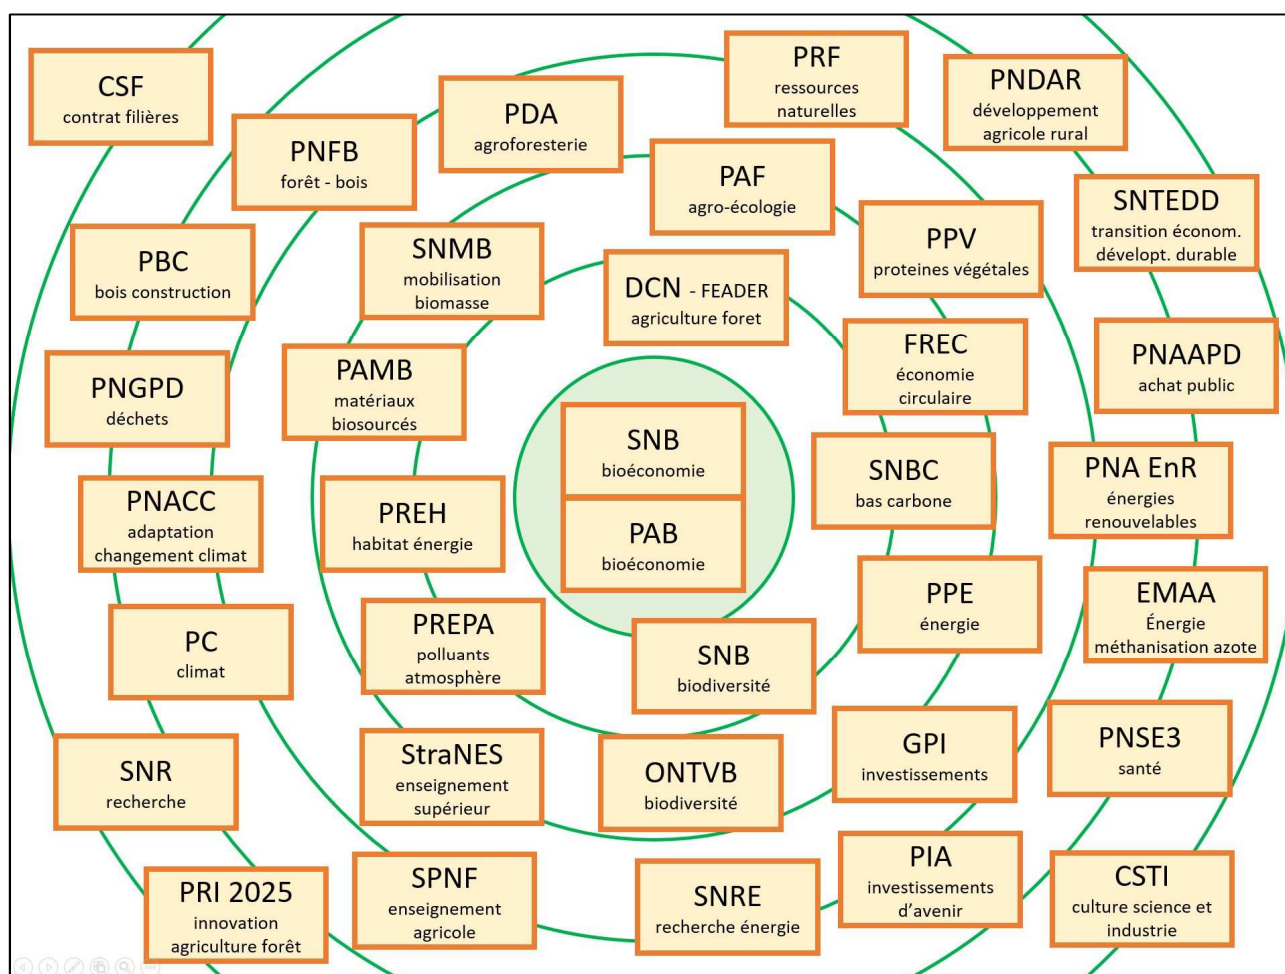 CSF
contrat filières
PRF
ressources
naturelles
PNDAR
développement
agricole rural
PDA
agroforesterie
PNFB
forêt - bois
PAF
agro-écologie
SNTEDD
transition économ.
dévelopt. durable
PBC
bois construction
SNMB
mobilisation
biomasse
PPV
proteines végétales
DCN - FEADER
agriculture foret
PNGPD
déchets
PAMB
matériaux
biosourcés
FREC
économie
circulaire
PNAAPD
achat public
SNB
bioéconomie
PAB
bioéconomie
SNBC
bas carbone
PNA EnR
énergies
renouvelables
PNACC
adaptation
changement climat
PREH
habitat énergie
PPE
énergie
EMAA
Énergie
méthanisation azote
PC
climat
PREPA
polluants
atmosphère
SNB
biodiversité
SNR
recherche
StraNES
enseignement
supérieur
ONTVB
biodiversité
GPI
investissements
PNSE3
santé
PRI 2025
innovation
agriculture forêt
SPNF
enseignement
agricole
SNRE
recherche énergie
PIA
investissements
d'avenir
CSTI
culture science et
industrie